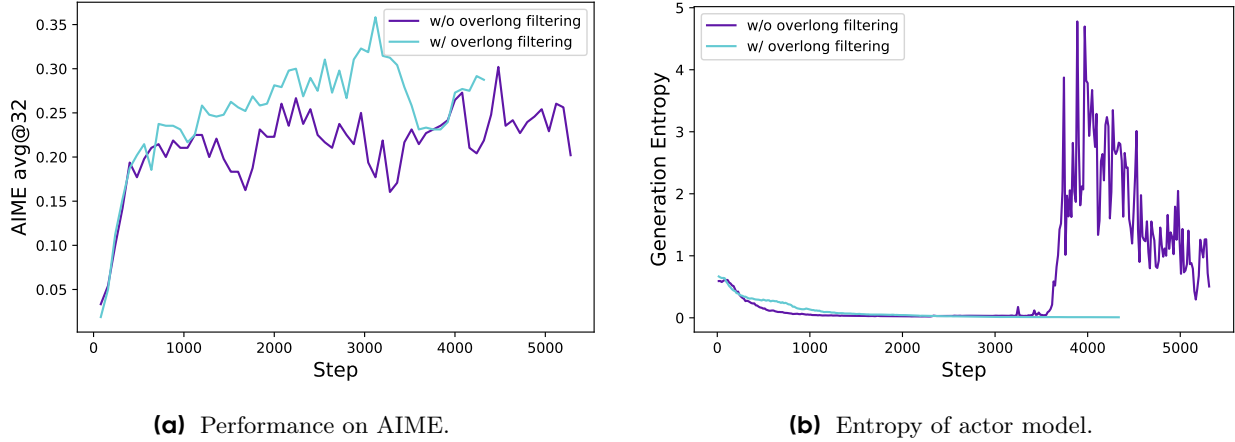 0.35
0.30
0.25
0.20
0.15
0.10
0.05
AIME avg@32
w/o overlong filtering
w/ overlong filtering
0 1000 2000 3000 4000 5000
Step
(a) Performance on AIME.
5
4
3
2
1
0
Generation Entropy
w/o overlong filtering
w/ overlong filtering
0 1000 2000 3000 4000 5000
Step
(b) Entropy of actor model.